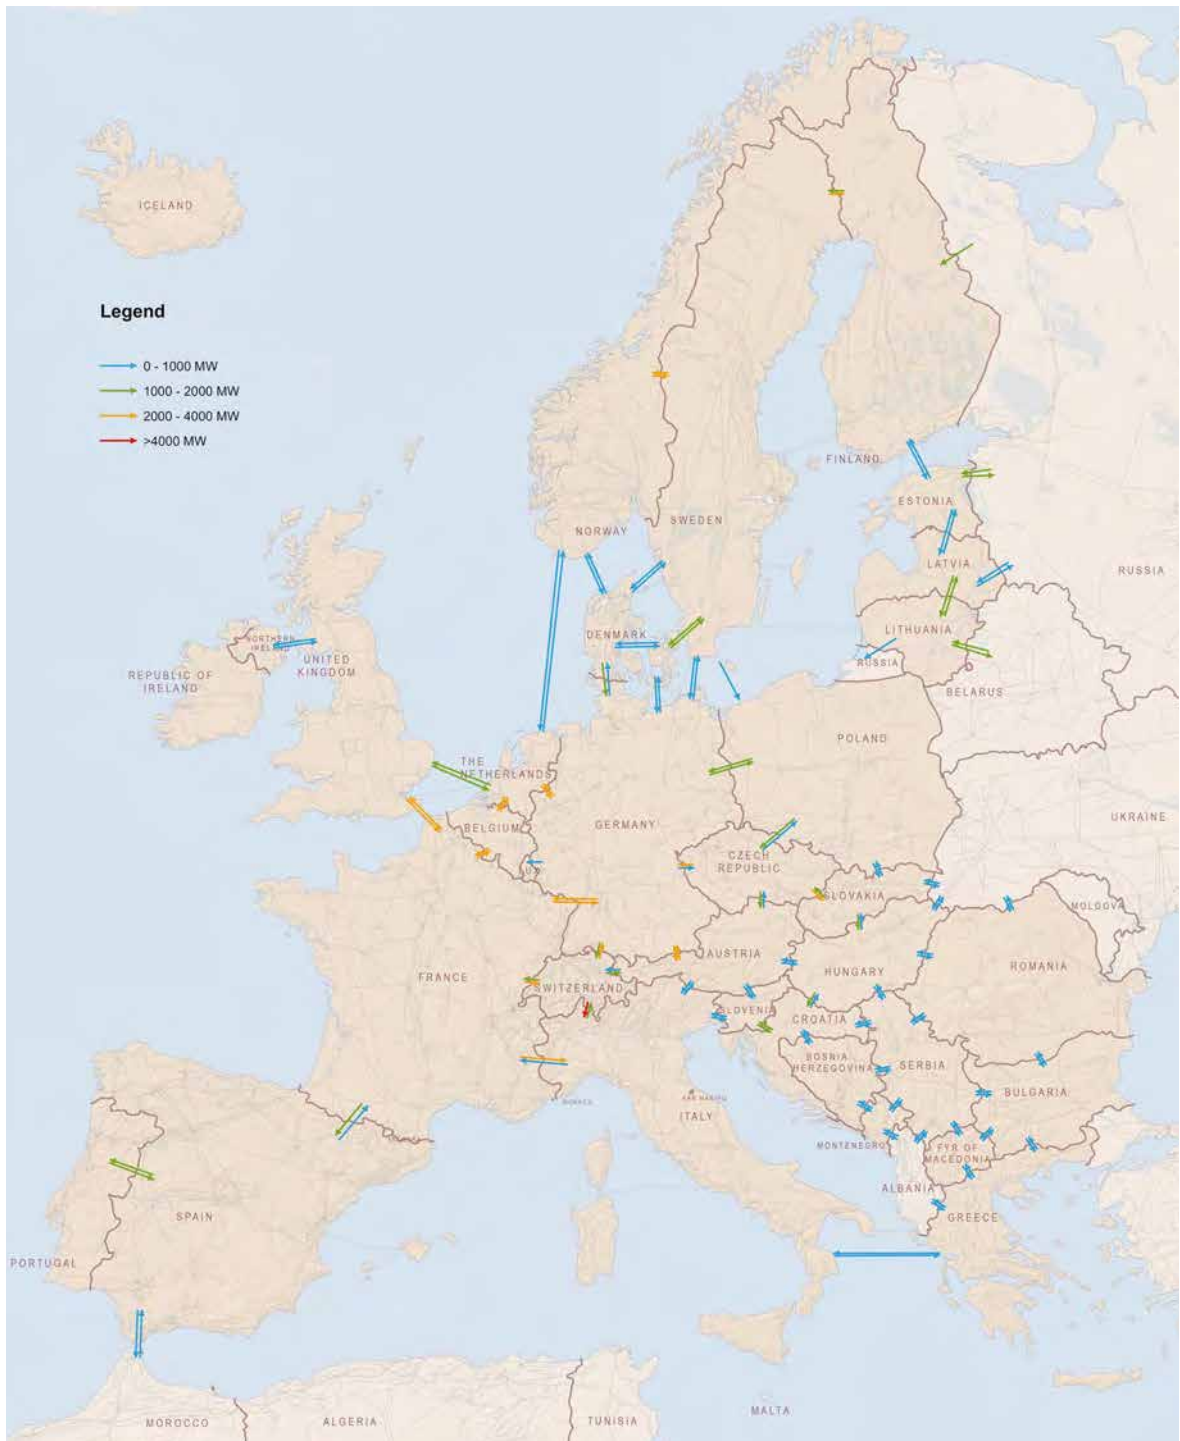 ICELAND
Legend
0 - 1000 MW
1000 - 2000 MW
2000 - 4000 MW
>4000 MW
FINLAND
ESTONIA
NORWAY
SWEDEN
LATVIA
RUSSIA
NORTHERN
IRELAND
DENMARK
LITHUANIA
UNITED
KINGDOM
REPUBLIC OF
IRELAND
RUSSIA
BELARUS
POLAND
THE
NETHERLANDS
BELGIUM
GERMANY
UKRAINE
CZECH
REPUBLIC
SLOVAKIA
MOLDOVA
AUSTRIA
FRANCE
HUNGARY
ROMANIA
SWITZERLAND
SLOVENIA
CROATIA
BOSNIA
HERZEGOVINA
SERBIA
BULGARIA
MONACO
SAN MARINO
ITALY
MONTENEGRO
FYR OF
MACEDONIA
ALBANIA
SPAIN
GREECE
PORTUGAL
MALTA
MOROCCO
ALGERIA
TUNISIA